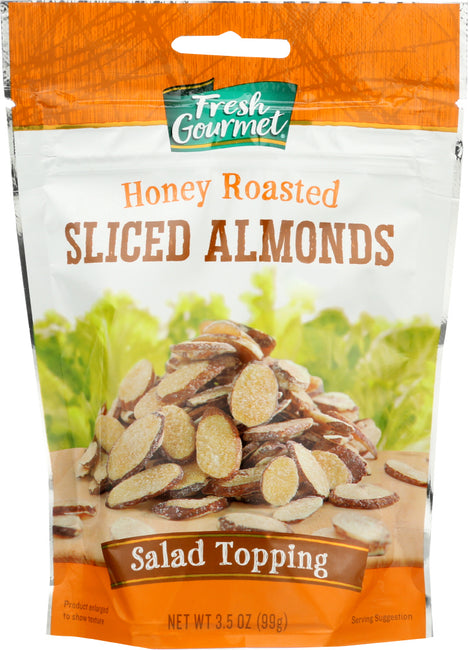 Fresh
Gourmet®
Honey Roasted
SLICED ALMONDS
Salad Topping
Product enlarged
to show texture
NET WT 3.5 OZ (99g)
Serving Suggestion